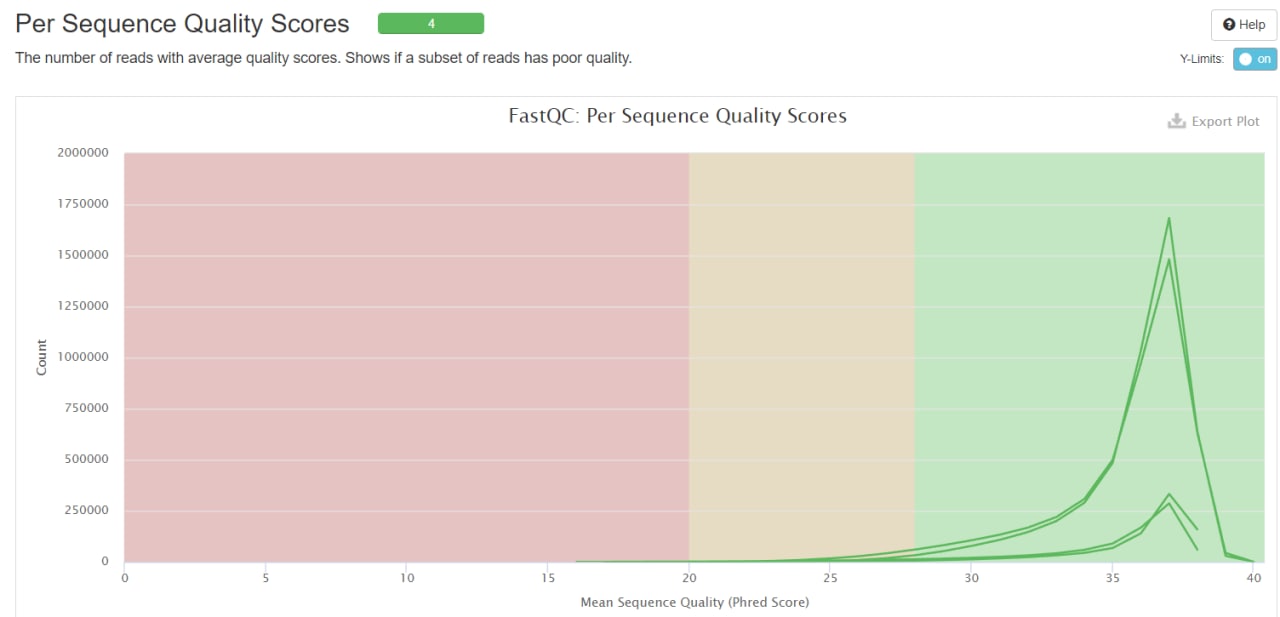 Per Sequence Quality Scores 4 Help
The number of reads with average quality scores. Shows if a subset of reads has poor quality. Y-Limits: on
FastQC: Per Sequence Quality Scores
Export Plot
2000000
1750000
1500000
1250000
1000000
750000
500000
250000
0
Count
0 5 10 15 20 25 30 35 40
Mean Sequence Quality (Phred Score)